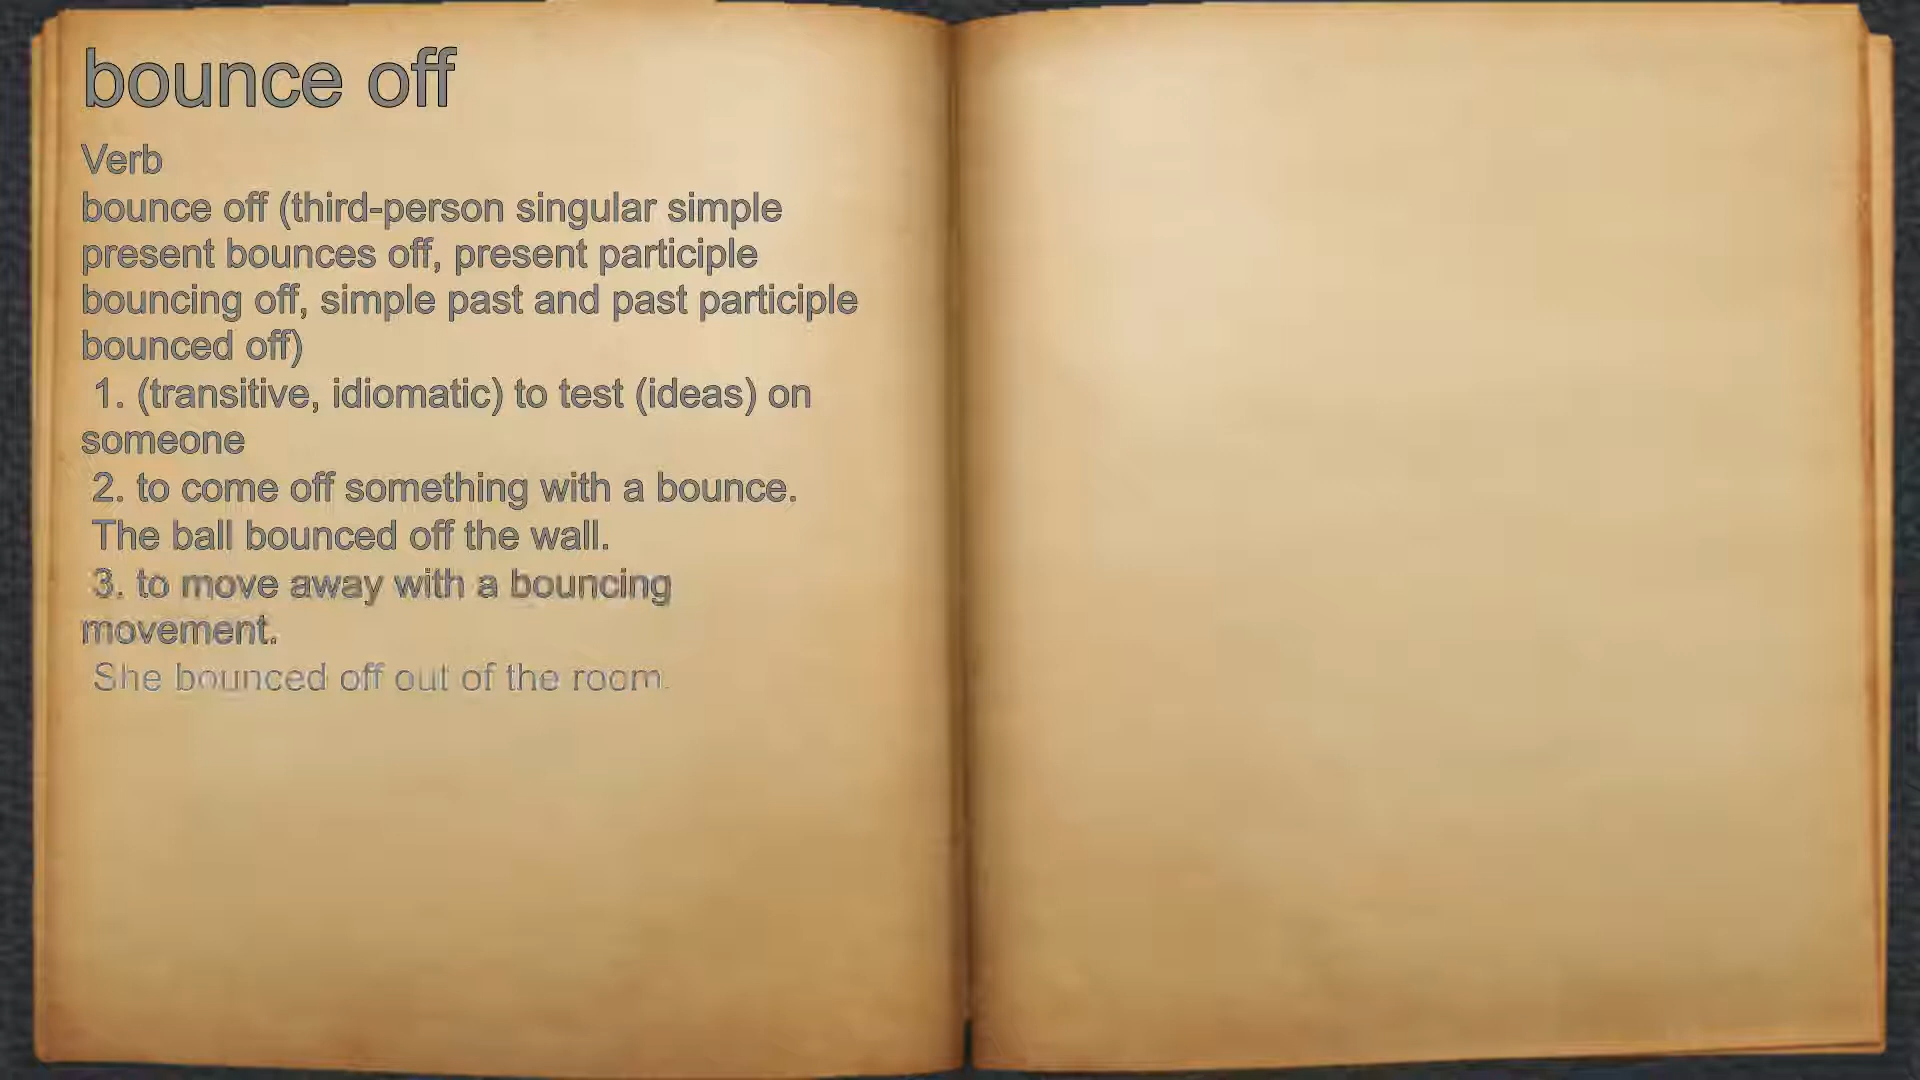 bounce off
Verb
bounce off (third-person singular simple
present bounces off, present participle
bouncing off, simple past and past participle
bounced off)
1. (transitive, idiomatic) to test (ideas) on
someone
2. to come off something with a bounce.
The ball bounced off the wall.
3. to move away with a bouncing
movement.
She bounced off out of the room.